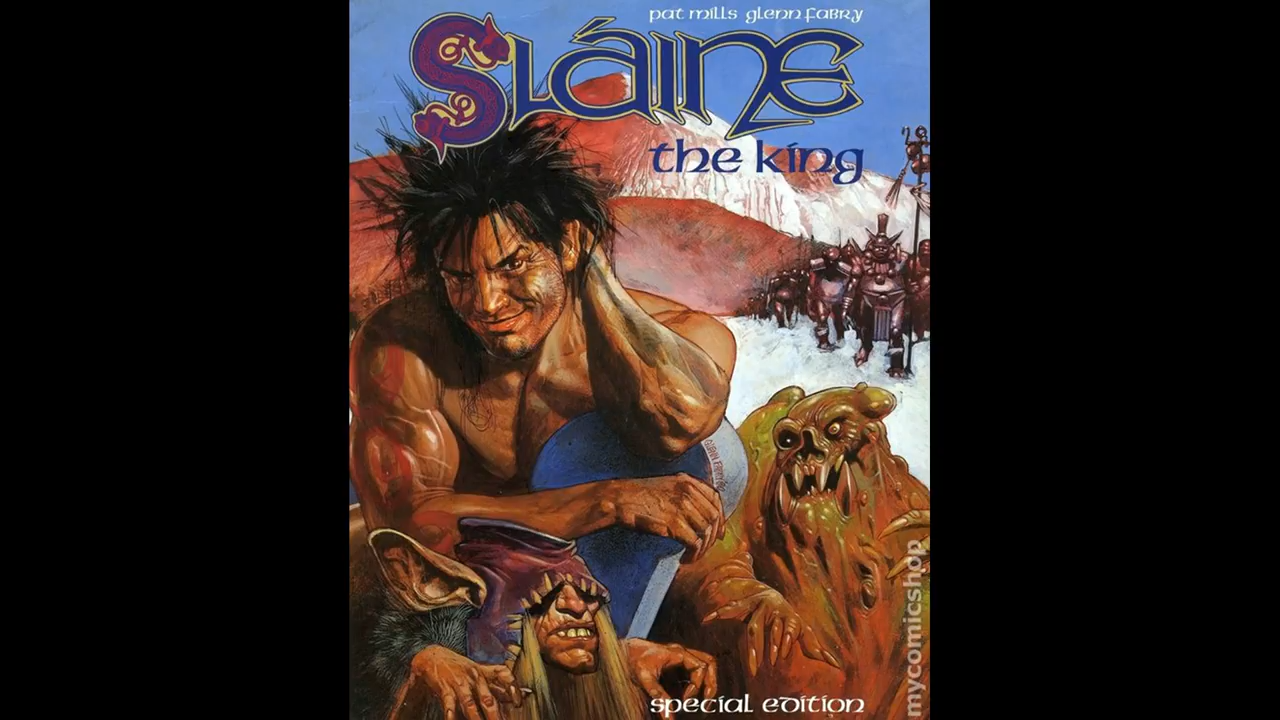 pat mills glenn fabry
Sláine
the king
special edition
mycomicshop